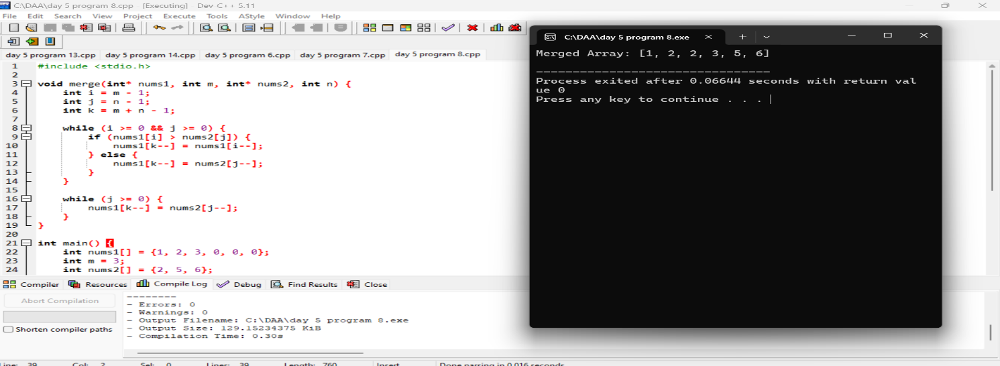 C:\DAA\day 5 program 8.cpp [Executing] Dev C++ 5.11
File Edit Search View Project Execute Tools AStyle Window Help
day 5 program 13.cpp day 5 program 14.cpp day 5 program 6.cpp day 5 program 7.cpp day 5 program 8.cpp
1 #include <stdio.h>
2
3 void merge(int* nums1, int m, int* nums2, int n) {
4 int i = m - 1;
5 int j = n - 1;
6 int k = m + n - 1;
7
8 while (i >= 0 && j >= 0) {
9 if (nums1[i] > nums2[j]) {
10 nums1[k--] = nums1[i--];
11 } else {
12 nums1[k--] = nums2[j--];
13 }
14 }
15
16 while (j >= 0) {
17 nums1[k--] = nums2[j--];
18 }
19 }
20
21 int main() {
22 int nums1[] = {1, 2, 3, 0, 0, 0};
23 int m = 3;
24 int nums2[] = {2, 5, 6};
C:\DAA\day 5 program 8.exe
Merged Array: [1, 2, 2, 3, 5, 6]
--------------------------------
Process exited after 0.06644 seconds with return val
ue 0
Press any key to continue . . .
Compiler Resources Compile Log Debug Find Results Close
Abort Compilation
Shorten compiler paths
--------
- Errors: 0
- Warnings: 0
- Output Filename: C:\DAA\day 5 program 8.exe
- Output Size: 129.15234375 KiB
- Compilation Time: 0.30s
Line: 39 Col: 2 Sel: 0 Lines: 39 Length: 760 Insert Done parsing in 0.016 seconds